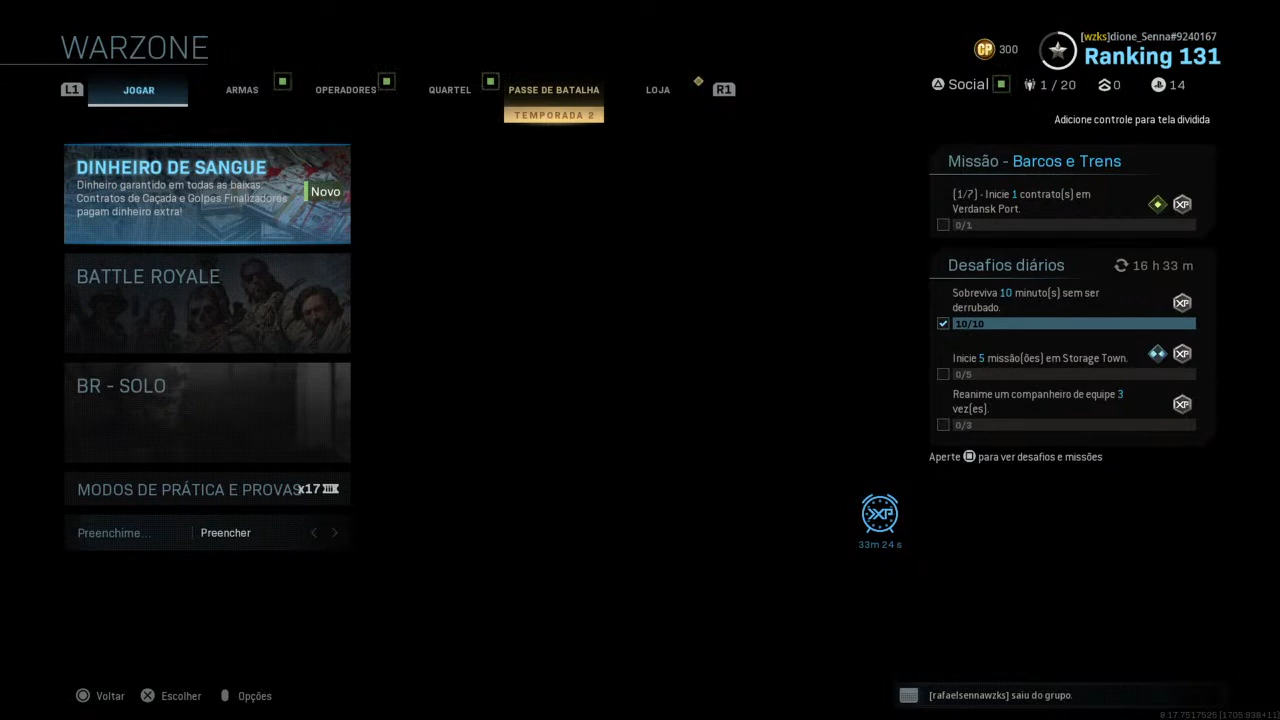 WARZONE
L1
JOGAR
ARMAS
OPERADORES
QUARTEL
PASSE DE BATALHA
TEMPORADA 2
LOJA
R1
CP 300
[wzks]dione_Senna#9240167
Ranking 131
Social
1 / 20
0
14
Adicione controle para tela dividida
DINHEIRO DE SANGUE
Dinheiro garantido em todas as baixas.
Contratos de Caçada e Golpes Finalizadores
pagam dinheiro extra!
Novo
BATTLE ROYALE
BR - SOLO
MODOS DE PRÁTICA E PROVAS x17
Preenchime...
Preencher
Missão - Barcos e Trens
(1/7) - Inicie 1 contrato(s) em
Verdansk Port.
XP
0/1
Desafios diários
16 h 33 m
Sobreviva 10 minuto(s) sem ser
derrubado.
XP
10/10
Inicie 5 missão(ões) em Storage Town.
XP
0/5
Reanime um companheiro de equipe 3
vez(es).
XP
0/3
Aperte para ver desafios e missões
XP
33m 24 s
Voltar
Escolher
Opções
[rafaelsennawzks] saiu do grupo.